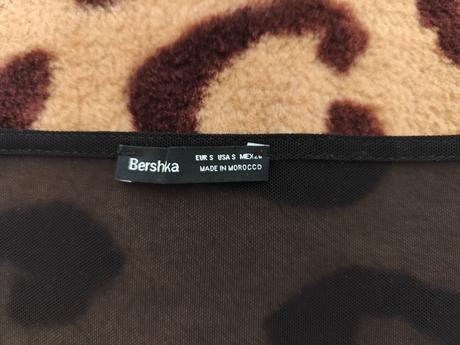 Bershka
EUR S USA S MEX 26
MADE IN MOROCCO